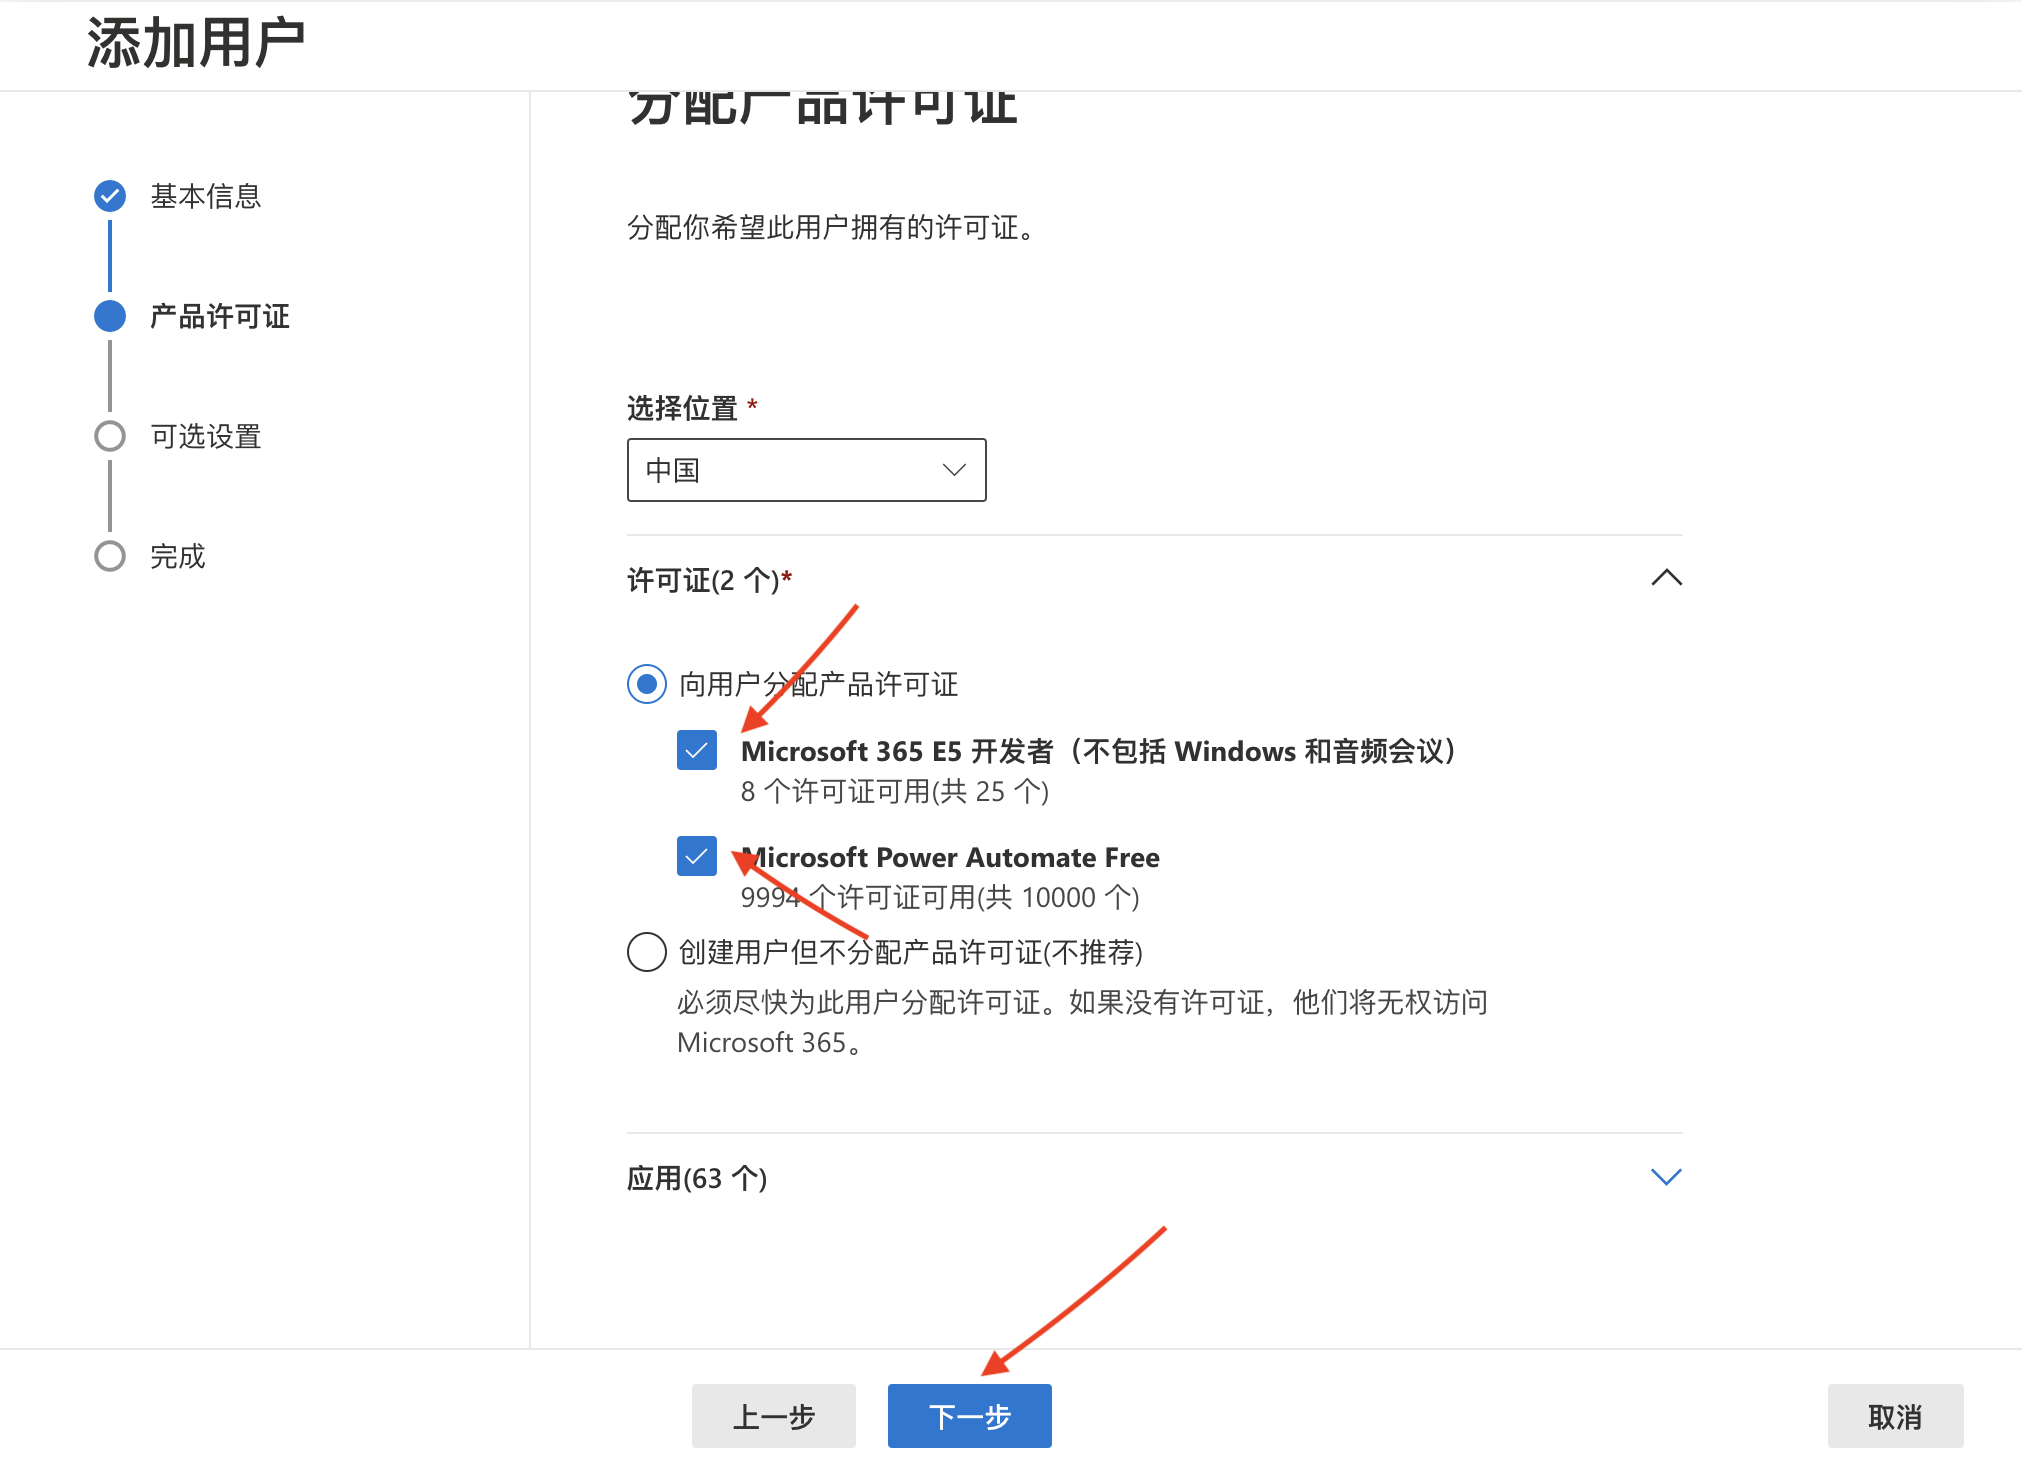 添加用户
分配产品许可证
基本信息
产品许可证
可选设置
完成
分配你希望此用户拥有的许可证。
选择位置 *
中国
许可证(2 个)*
向用户分配产品许可证
Microsoft 365 E5 开发者（不包括 Windows 和音频会议）
8 个许可证可用(共 25 个)
Microsoft Power Automate Free
9994 个许可证可用(共 10000 个)
创建用户但不分配产品许可证(不推荐)
必须尽快为此用户分配许可证。如果没有许可证，他们将无权访问
Microsoft 365。
应用(63 个)
上一步
下一步
取消